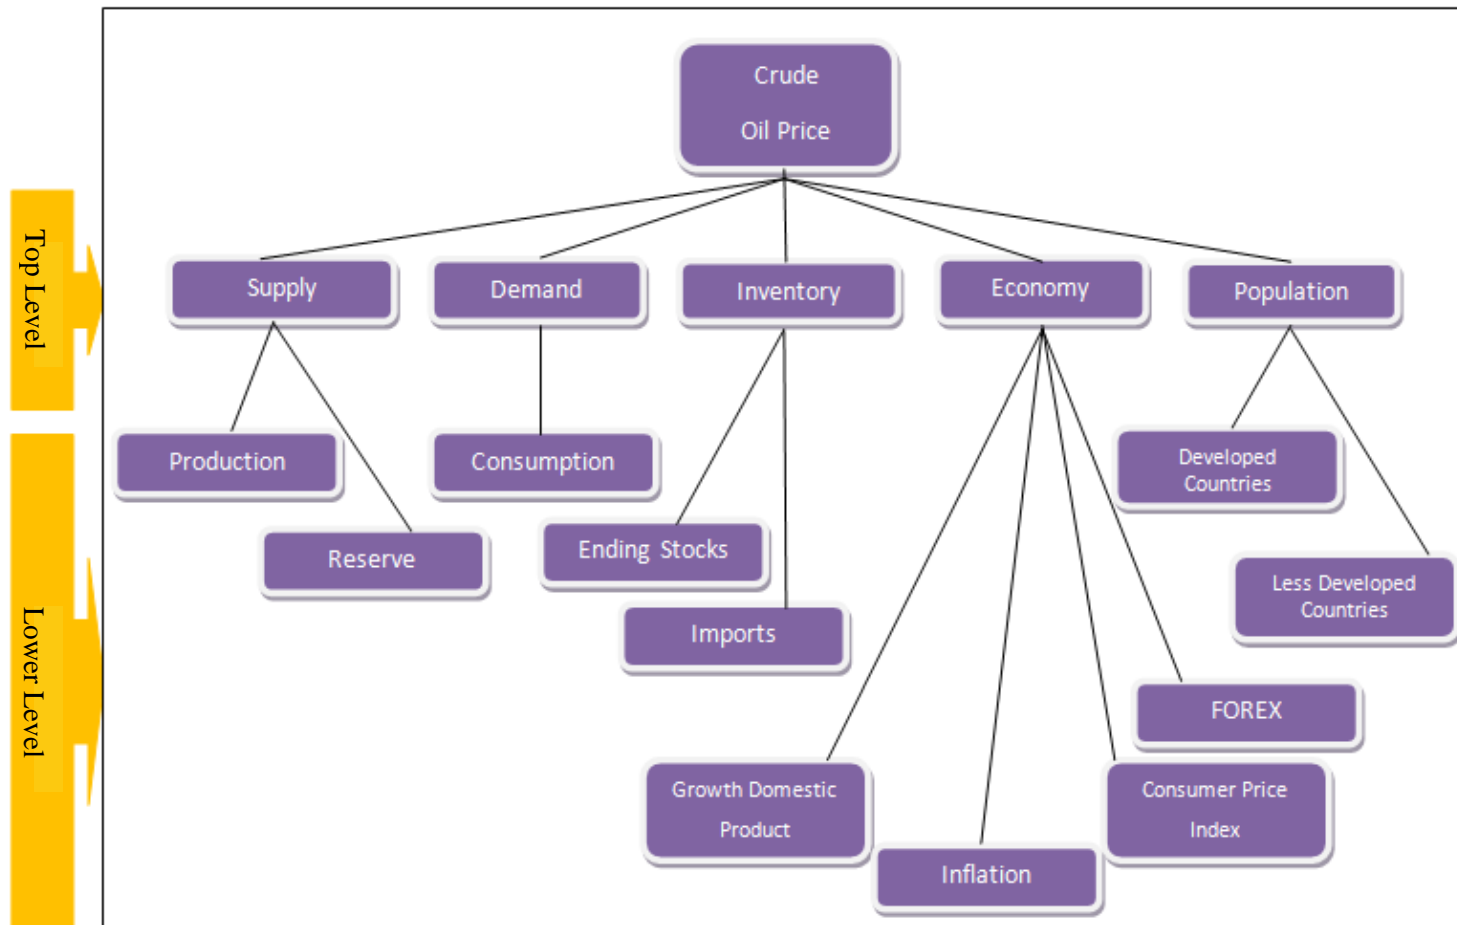 Crude
Oil Price
Top Level
Supply
Demand
Inventory
Economy
Population
Lower Level
Production
Consumption
Developed
Countries
Reserve
Ending Stocks
Less Developed
Countries
Imports
FOREX
Growth Domestic
Product
Consumer Price
Index
Inflation